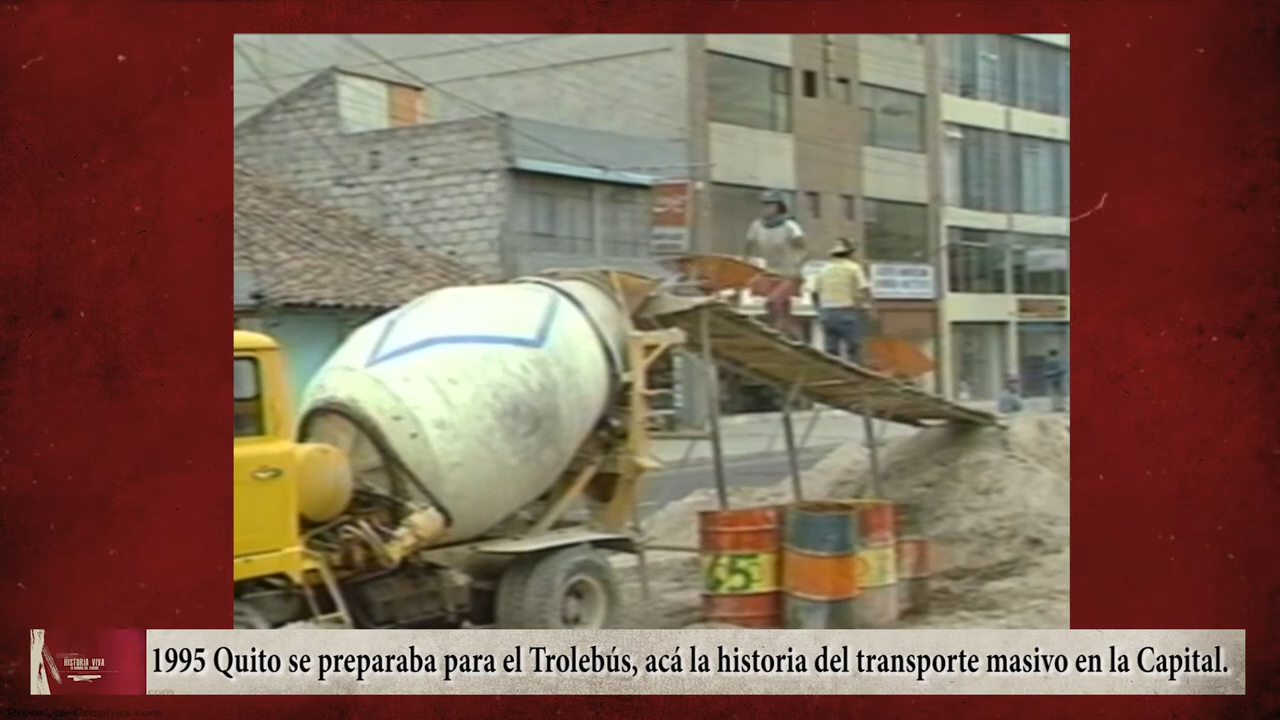 65
HISTORIA VIVA
1995 Quito se preparaba para el Trolebús, acá la historia del transporte masivo en la Capital.